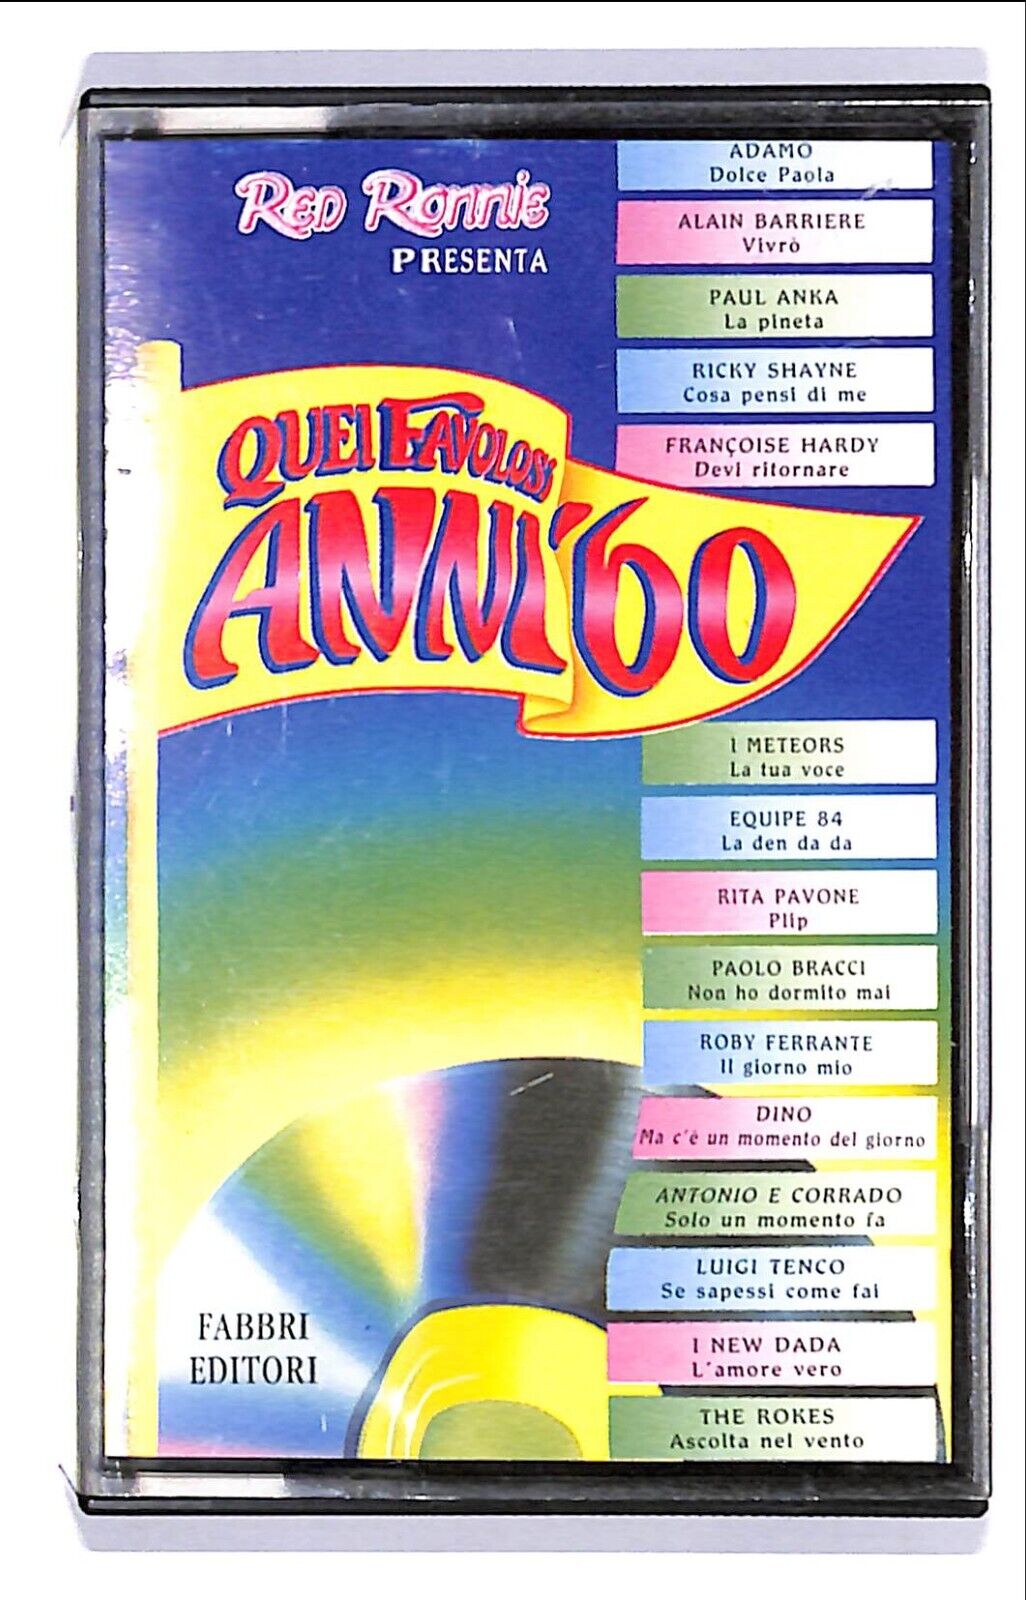 RED RONNIE
PRESENTA
QUEI FAVOLOSI
ANNI '60
ADAMO
Dolce Paola
ALAIN BARRIERE
Vivrò
PAUL ANKA
La pineta
RICKY SHAYNE
Cosa pensi di me
FRANÇOISE HARDY
Devi ritornare
I METEORS
La tua voce
EQUIPE 84
La den da da
RITA PAVONE
Plip
PAOLO BRACCI
Non ho dormito mai
ROBY FERRANTE
Il giorno mio
DINO
Ma c'è un momento del giorno
ANTONIO E CORRADO
Solo un momento fa
LUIGI TENCO
Se sapessi come fai
I NEW DADA
L'amore vero
THE ROKES
Ascolta nel vento
FABBRI
EDITORI